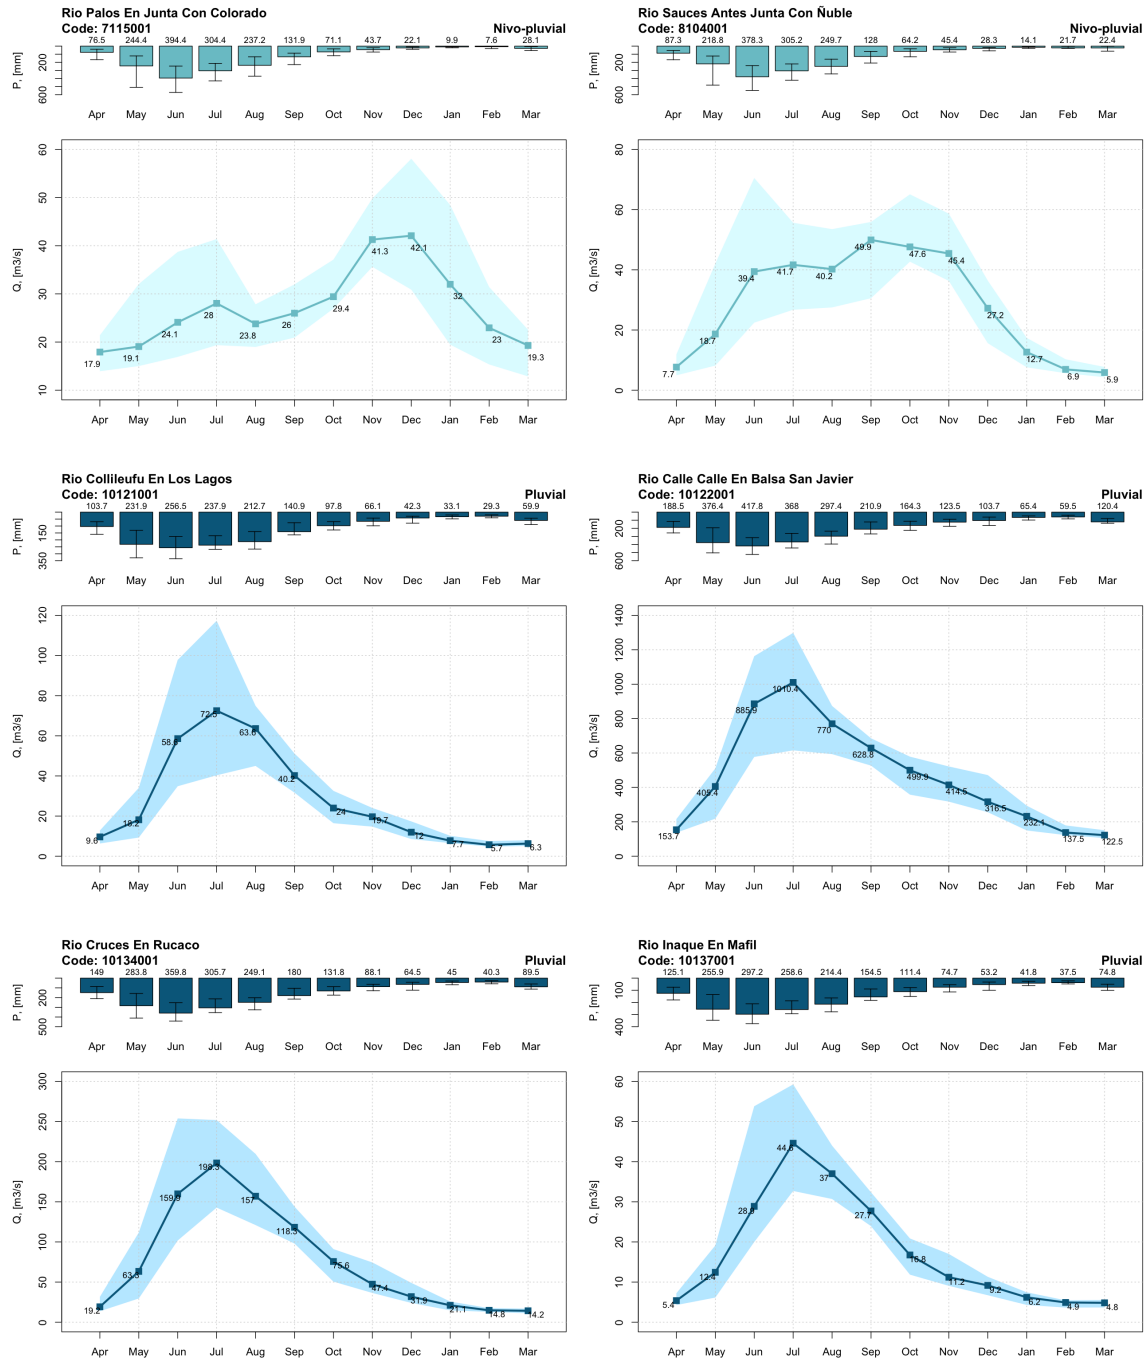 Rio Palos En Junta Con Colorado
Code: 7115001 Nivo-pluvial
76.5 244.4 394.4 304.4 237.2 131.9 71.1 43.7 22.1 9.9 7.6 28.1
P, [mm]
200
600
Apr May Jun Jul Aug Sep Oct Nov Dec Jan Feb Mar
Q, [m3/s]
60
50
40
30
20
10
17.9 19.1 24.1 28 23.8 26 29.4 41.3 42.1 32 23 19.3
Apr May Jun Jul Aug Sep Oct Nov Dec Jan Feb Mar
Rio Sauces Antes Junta Con Ñuble
Code: 8104001 Nivo-pluvial
87.3 218.8 378.3 305.2 249.7 128 64.2 45.4 28.3 14.1 21.7 22.4
P, [mm]
200
600
Apr May Jun Jul Aug Sep Oct Nov Dec Jan Feb Mar
Q, [m3/s]
80
60
40
20
0
7.7 18.7 39.4 41.7 40.2 49.9 47.6 45.4 27.2 12.7 6.9 5.9
Apr May Jun Jul Aug Sep Oct Nov Dec Jan Feb Mar
Rio Collileufu En Los Lagos
Code: 10121001 Pluvial
103.7 231.9 256.5 237.9 212.7 140.9 97.8 66.1 42.3 33.1 29.3 59.9
P, [mm]
150
350
Apr May Jun Jul Aug Sep Oct Nov Dec Jan Feb Mar
Q, [m3/s]
120
100
80
60
40
20
0
9.6 18.2 58.6 72.5 63.6 40.2 24 19.7 12 7.7 5.7 6.3
Apr May Jun Jul Aug Sep Oct Nov Dec Jan Feb Mar
Rio Calle Calle En Balsa San Javier
Code: 10122001 Pluvial
188.5 376.4 417.8 368 297.4 210.9 164.3 123.5 103.7 65.4 59.5 120.4
P, [mm]
200
600
Apr May Jun Jul Aug Sep Oct Nov Dec Jan Feb Mar
Q, [m3/s]
1400
1200
1000
800
600
400
200
0
153.7 405.4 885.9 1010.4 770 628.8 499.9 414.5 316.5 232.1 137.5 122.5
Apr May Jun Jul Aug Sep Oct Nov Dec Jan Feb Mar
Rio Cruces En Rucaco
Code: 10134001 Pluvial
149 283.8 359.8 305.7 249.1 180 131.8 88.1 64.5 45 40.3 89.5
P, [mm]
200
500
Apr May Jun Jul Aug Sep Oct Nov Dec Jan Feb Mar
Q, [m3/s]
300
250
200
150
100
50
0
19.2 63.3 159.9 198.3 157 118.3 75.6 47.4 31.9 21.1 14.8 14.2
Apr May Jun Jul Aug Sep Oct Nov Dec Jan Feb Mar
Rio Inaque En Mafil
Code: 10137001 Pluvial
125.1 255.9 297.2 258.6 214.4 154.5 111.4 74.7 53.2 41.8 37.5 74.8
P, [mm]
100
400
Apr May Jun Jul Aug Sep Oct Nov Dec Jan Feb Mar
Q, [m3/s]
60
50
40
30
20
10
0
5.4 12.4 37 27.7 16.8 11.2 9.2 6.2 4.9 4.8
Apr May Jun Jul Aug Sep Oct Nov Dec Jan Feb Mar